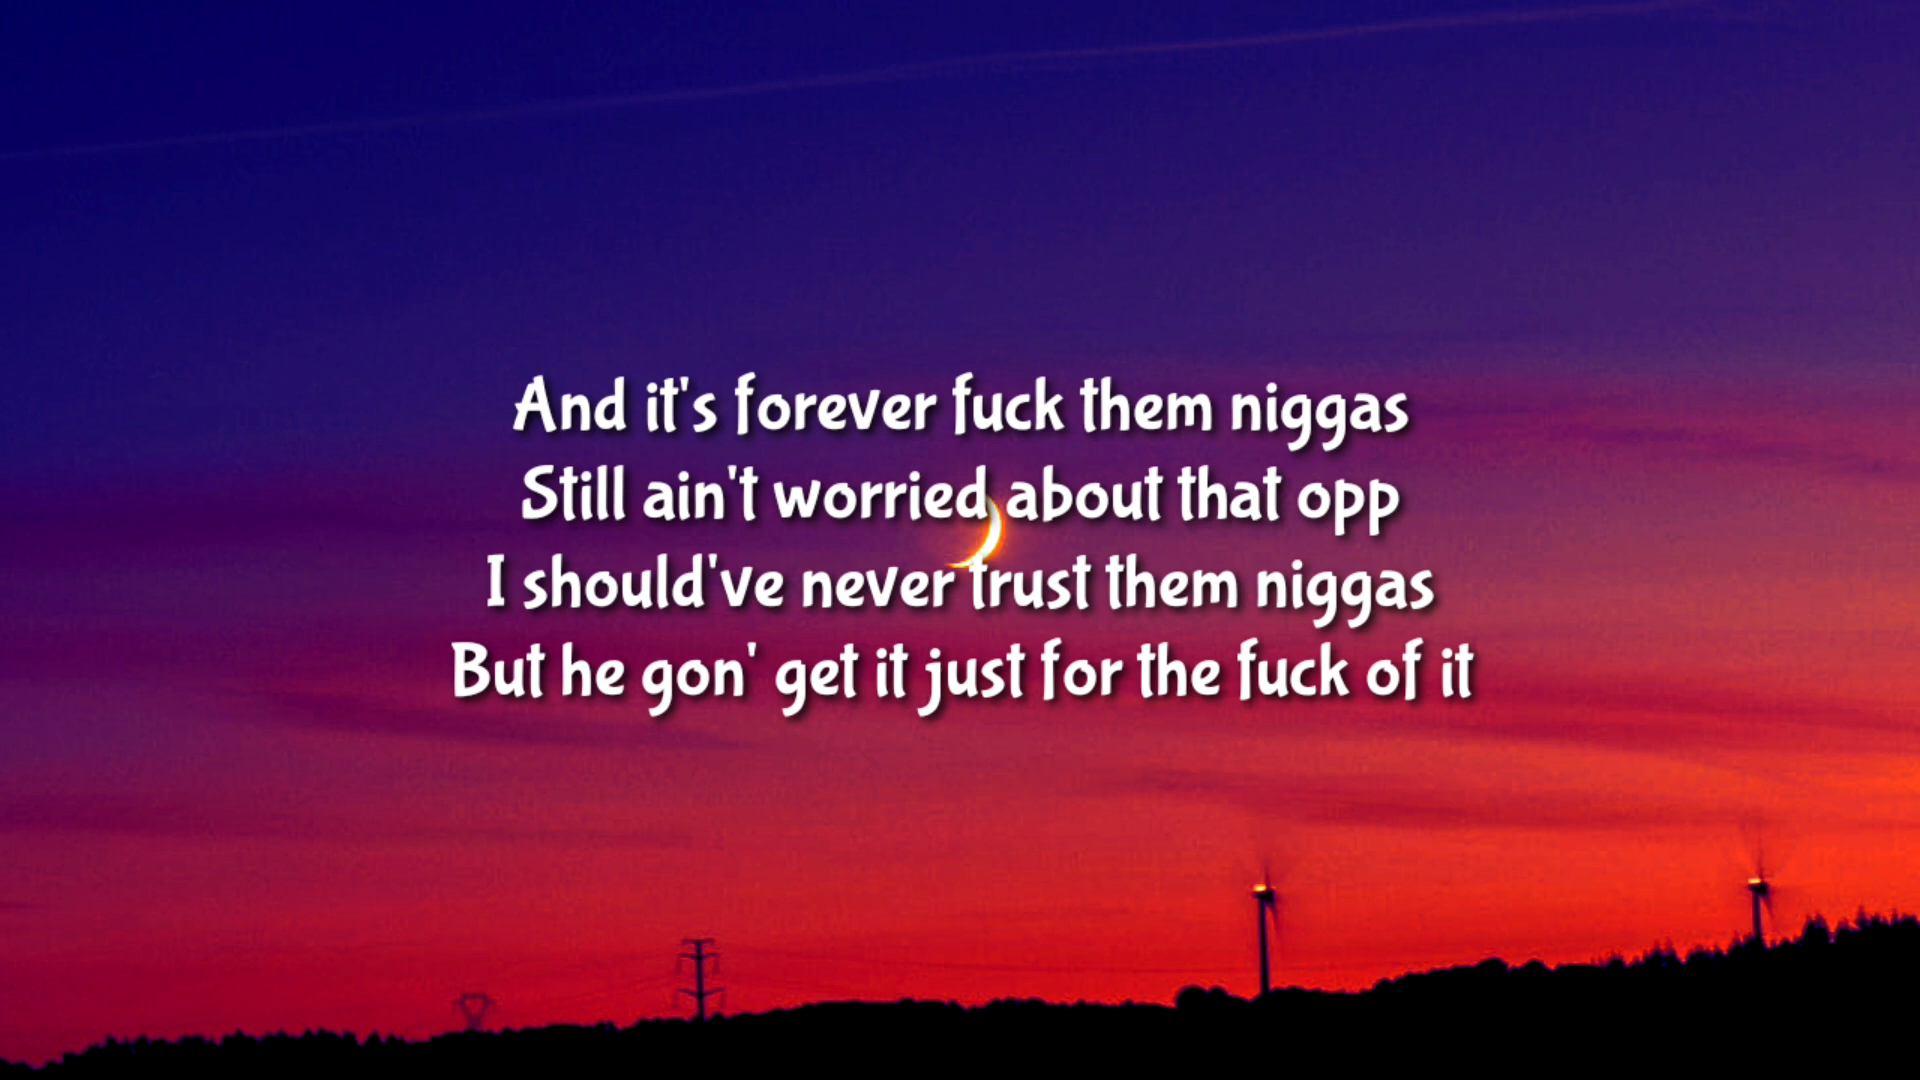 And it's forever fuck them niggas
Still ain't worried about that opp
I should've never trust them niggas
But he gon' get it just for the fuck of it